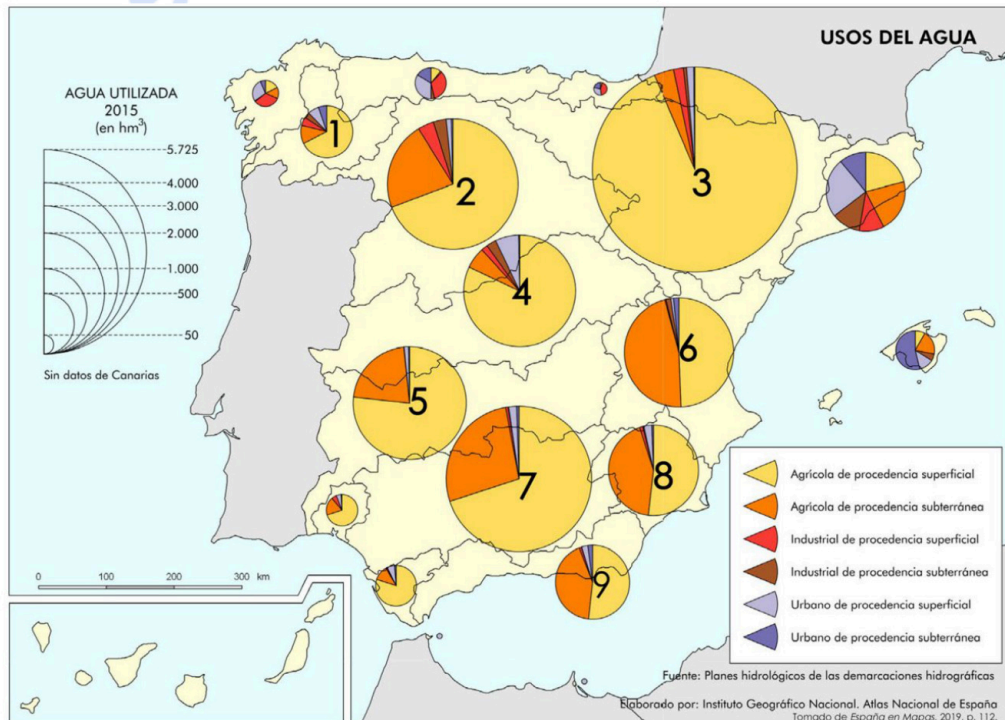 USOS DEL AGUA
AGUA UTILIZADA
2015
(en hm³)
5.725
4.000
3.000
2.000
1.000
500
50
Sin datos de Canarias
1
2
3
4
5
6
7
8
9
0 100 200 300 km
Agrícola de procedencia superficial
Agrícola de procedencia subterránea
Industrial de procedencia superficial
Industrial de procedencia subterránea
Urbano de procedencia superficial
Urbano de procedencia subterránea
Fuente: Planes hidrológicos de las demarcaciones hidrográficas
Elaborado por: Instituto Geográfico Nacional. Atlas Nacional de España
Tomado de España en Mapas, 2019, p. 112.